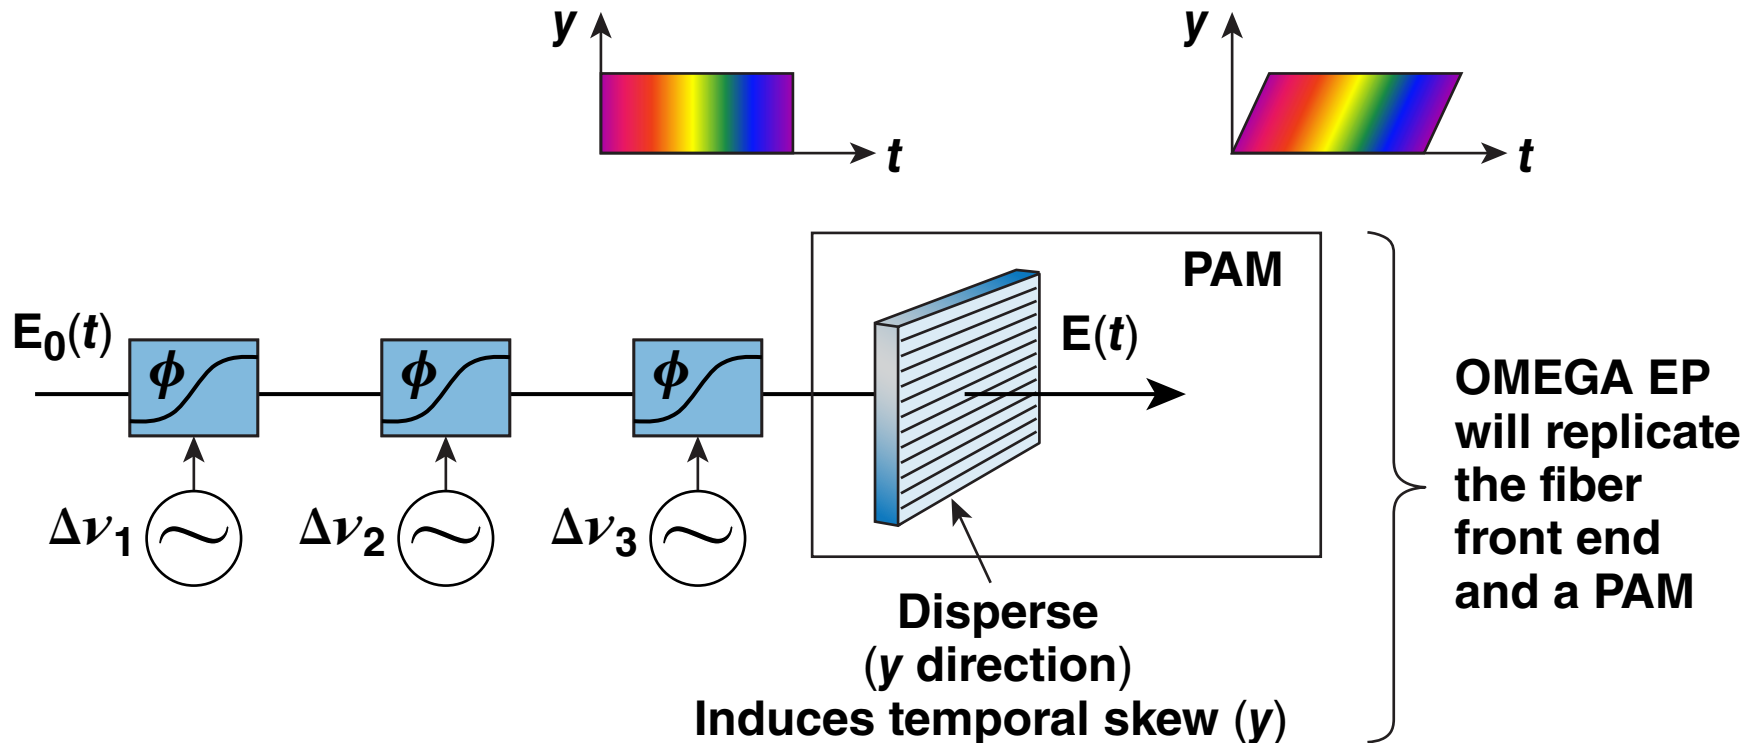 y
t
y
t
PAM
E₀(t)
ϕ
ϕ
ϕ
E(t)
Δν₁
Δν₂
Δν₃
Disperse
(y direction)
Induces temporal skew (y)
OMEGA EP
will replicate
the fiber
front end
and a PAM